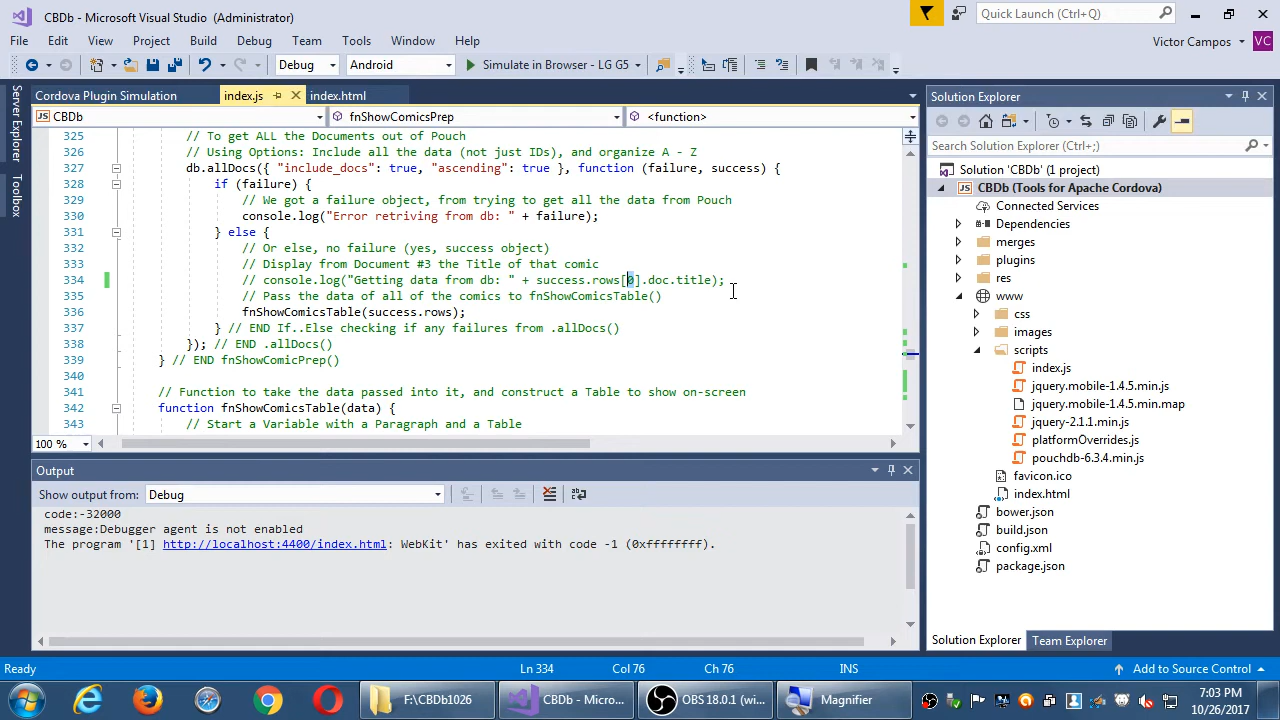 CBDb - Microsoft Visual Studio (Administrator)
Quick Launch (Ctrl+Q)
File Edit View Project Build Debug Team Tools Window Help
Victor Campos VC
Debug Android Simulate in Browser - LG G5
Cordova Plugin Simulation index.js index.html
Solution Explorer
CBDb fnShowComicsPrep <function>
Server Explorer
Toolbox
325 // To get ALL the Documents out of Pouch
326 // Using Options: Include all the data (not just IDs), and organize A - Z
327 db.allDocs({ "include_docs": true, "ascending": true }, function (failure, success) {
328 if (failure) {
329 // We got a failure object, from trying to get all the data from Pouch
330 console.log("Error retriving from db: " + failure);
331 } else {
332 // Or else, no failure (yes, success object)
333 // Display from Document #3 the Title of that comic
334 // console.log("Getting data from db: " + success.rows[0].doc.title);
335 // Pass the data of all of the comics to fnShowComicsTable()
336 fnShowComicsTable(success.rows);
337 } // END If..Else checking if any failures from .allDocs()
338 }); // END .allDocs()
339 } // END fnShowComicPrep()
340
341 // Function to take the data passed into it, and construct a Table to show on-screen
342 function fnShowComicsTable(data) {
343 // Start a Variable with a Paragraph and a Table
100 %
Search Solution Explorer (Ctrl+;)
Solution 'CBDb' (1 project)
CBDb (Tools for Apache Cordova)
Connected Services
Dependencies
merges
plugins
res
www
css
images
scripts
index.js
jquery.mobile-1.4.5.min.js
jquery.mobile-1.4.5.min.map
jquery-2.1.1.min.js
platformOverrides.js
pouchdb-6.3.4.min.js
favicon.ico
index.html
bower.json
build.json
config.xml
package.json
Solution Explorer Team Explorer
Output
Show output from: Debug
code:-32000
message:Debugger agent is not enabled
The program '[1] http://localhost:4400/index.html: WebKit' has exited with code -1 (0xffffffff).
Ready Ln 334 Col 76 Ch 76 INS Add to Source Control
F:\CBDb1026 CBDb - Micro... OBS 18.0.1 (wi... Magnifier
7:03 PM
10/26/2017